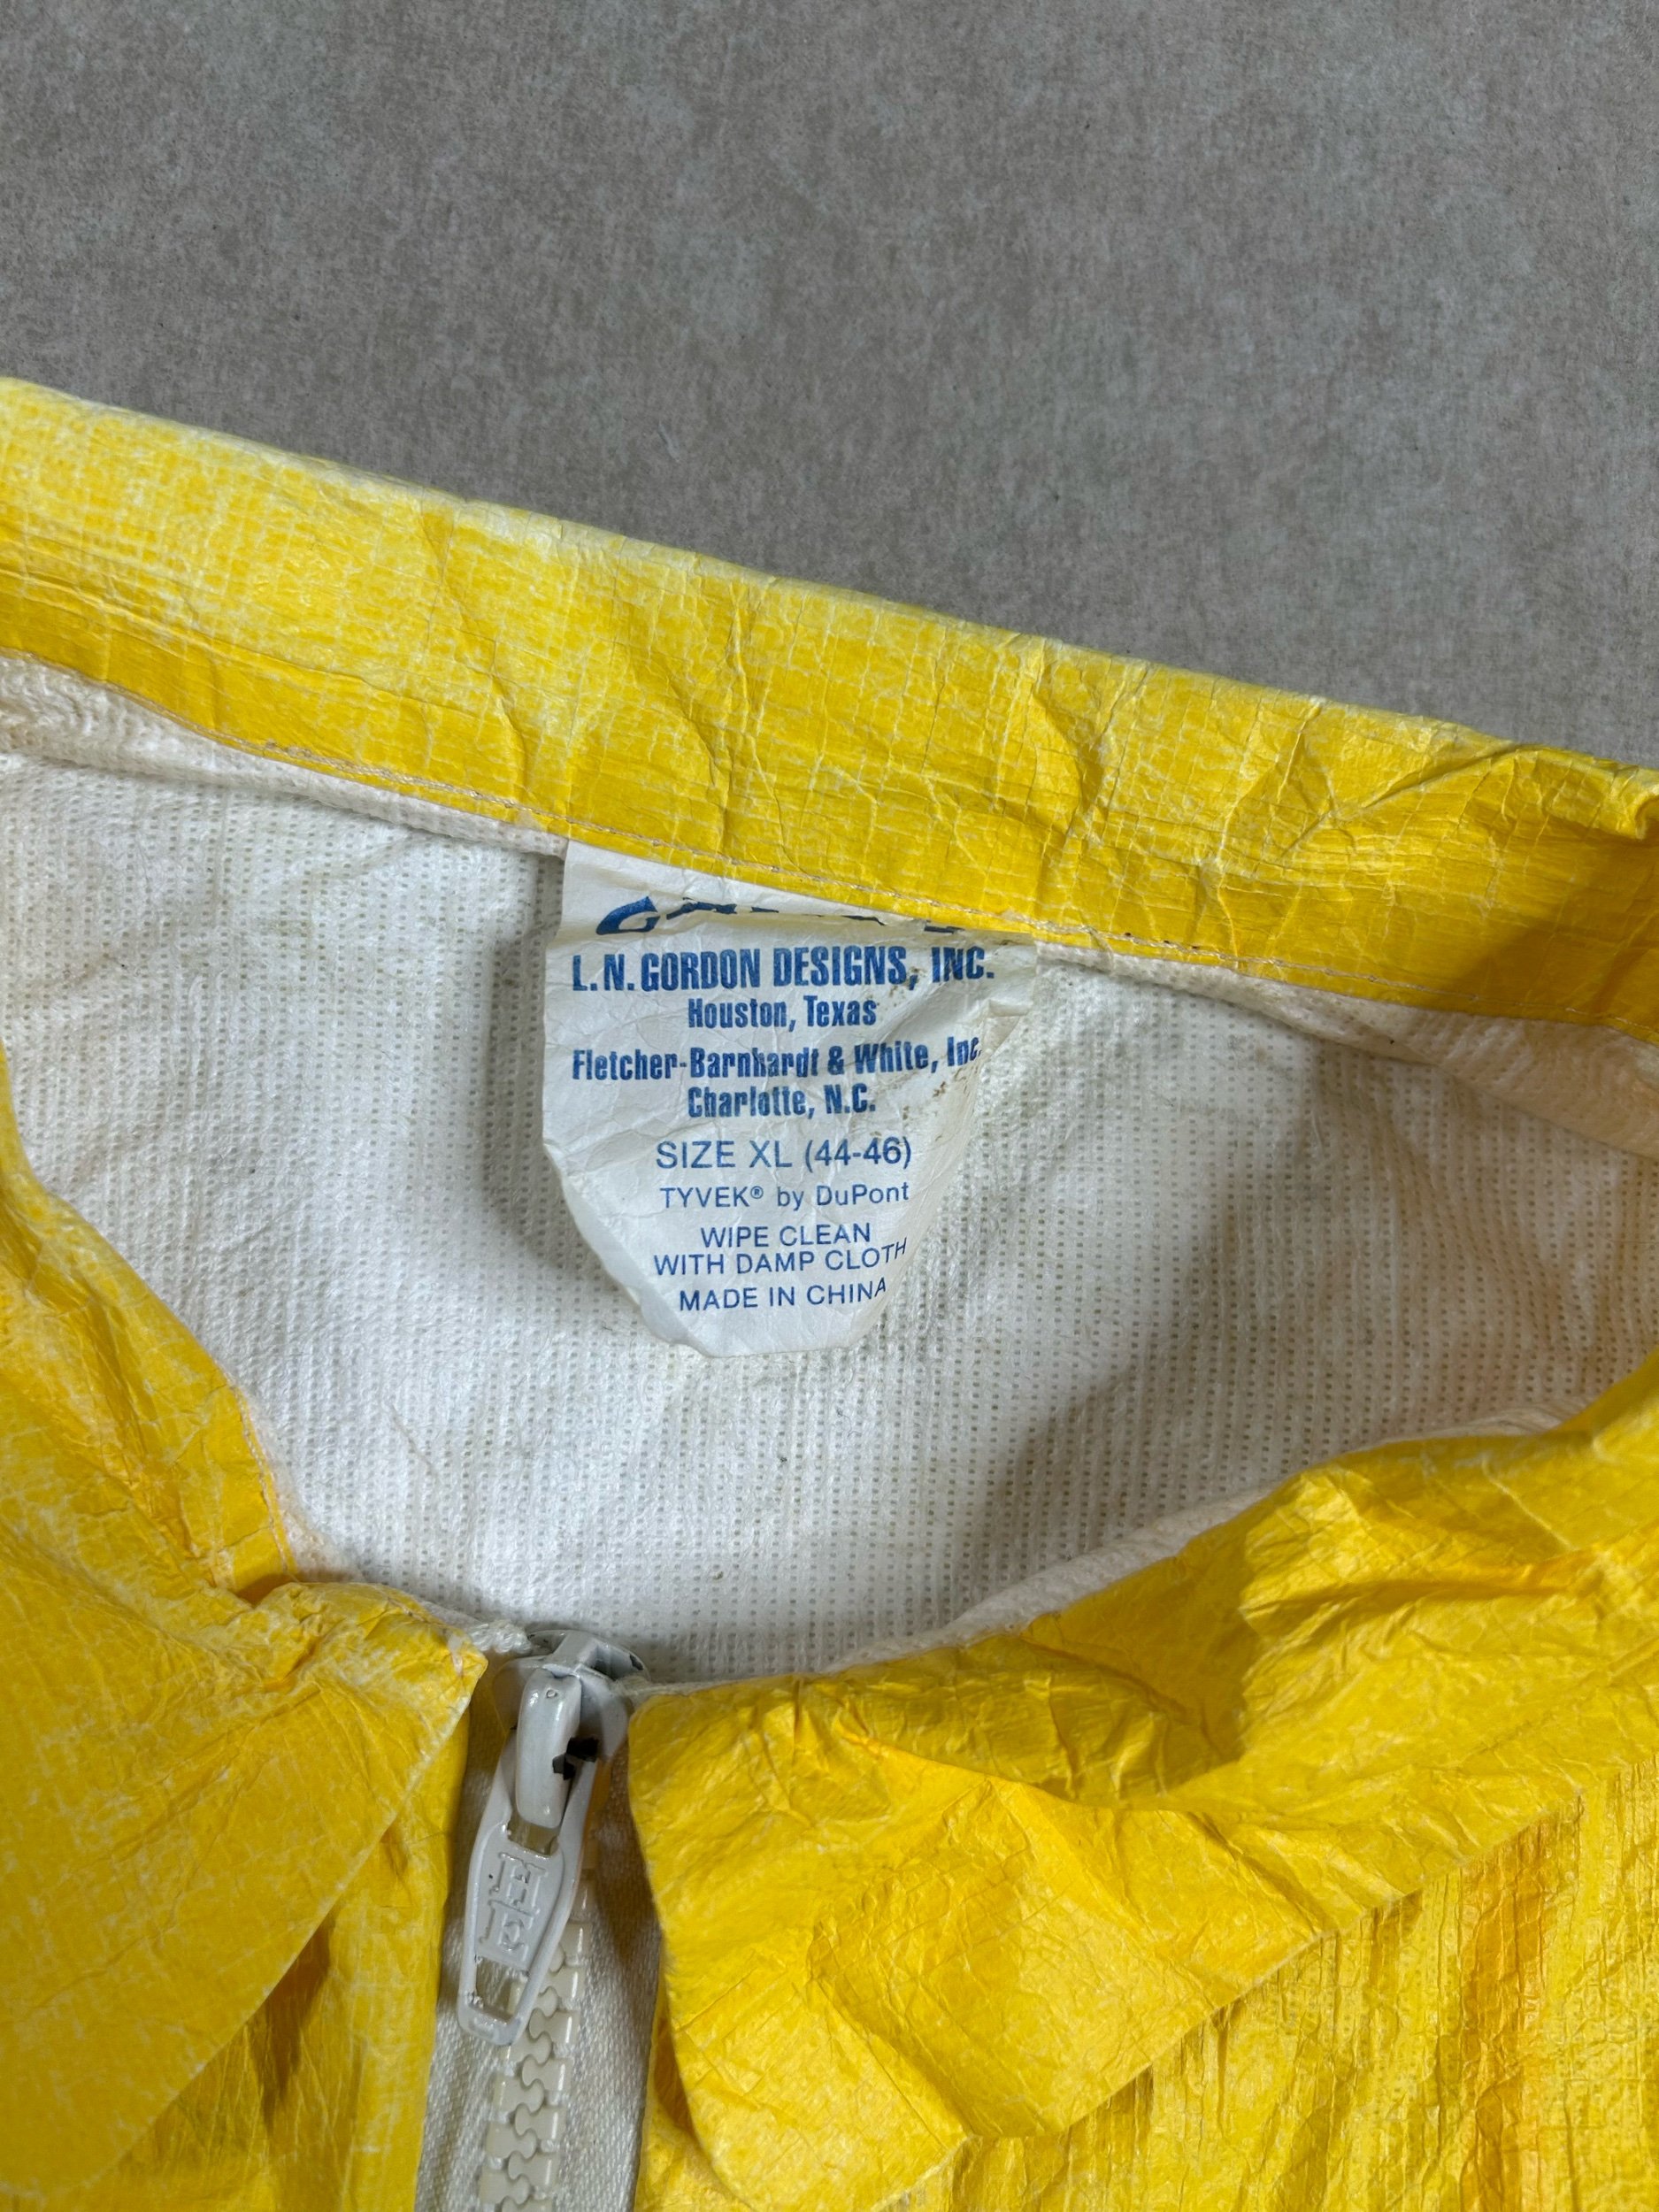 L.N. GORDON DESIGNS, INC.
Houston, Texas
Fletcher-Barnhardt & White, Inc.
Charlotte, N.C.
SIZE XL (44-46)
TYVEK® by DuPont
WIPE CLEAN
WITH DAMP CLOTH
MADE IN CHINA